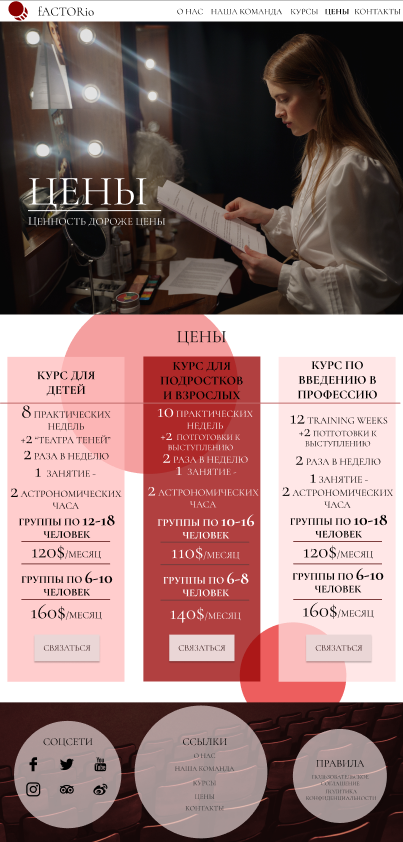 fACTORio
О НАС НАША КОМАНДА КУРСЫ ЦЕНЫ КОНТАКТЫ
ЦЕНЫ
ЦЕННОСТЬ ДОРОЖЕ ЦЕНЫ
ЦЕНЫ
КУРС ДЛЯ
ДЕТЕЙ
8 ПРАКТИЧЕСКИХ
НЕДЕЛЬ
+2 "ТЕАТРА ТЕНЕЙ"
2 РАЗА В НЕДЕЛЮ
1 ЗАНЯТИЕ -
2 АСТРОНОМИЧЕСКИХ
ЧАСА
ГРУППЫ ПО 12-18
ЧЕЛОВЕК
120$/МЕСЯЦ
ГРУППЫ ПО 6-10
ЧЕЛОВЕК
160$/МЕСЯЦ
СВЯЗАТЬСЯ
КУРС ДЛЯ
ПОДРОСТКОВ
И ВЗРОСЛЫХ
10 ПРАКТИЧЕСКИХ
НЕДЕЛЬ
+2 ПОТГОТОВКИ К
ВЫСТУПЛЕНИЮ
2 РАЗА В НЕДЕЛЮ
1 ЗАНЯТИЕ -
2 АСТРОНОМИЧЕСКИХ
ЧАСА
ГРУППЫ ПО 10-16
ЧЕЛОВЕК
110$/МЕСЯЦ
ГРУППЫ ПО 6-8
ЧЕЛОВЕК
140$/МЕСЯЦ
СВЯЗАТЬСЯ
КУРС ПО
ВВЕДЕНИЮ В
ПРОФЕССИЮ
12 TRAINING WEEKS
+2 ПОТГОТОВКИ К
ВЫСТУПЛЕНИЮ
2 РАЗА В НЕДЕЛЮ
1 ЗАНЯТИЕ -
2 АСТРОНОМИЧЕСКИХ
ЧАСА
ГРУППЫ ПО 10-18
ЧЕЛОВЕК
120$/МЕСЯЦ
ГРУППЫ ПО 6-10
ЧЕЛОВЕК
160$/МЕСЯЦ
СВЯЗАТЬСЯ
СОЦСЕТИ
ССЫЛКИ
О НАС
НАША КОМАНДА
КУРСЫ
ЦЕНЫ
КОНТАКТЫ
ПРАВИЛА
ПОЛЬЗОВАТЕЛЬСКОЕ
СОГЛАШЕНИЕ
ПОЛИТИКА
КОНФИДЕНЦИАЛЬНОСТИ